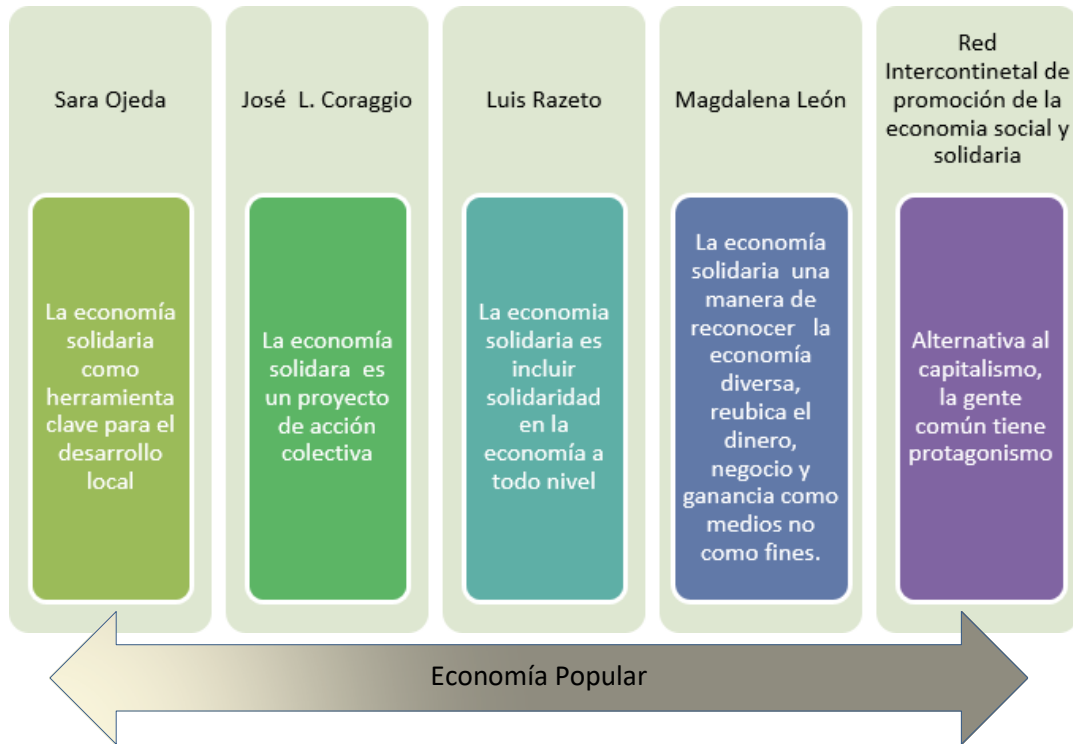 Sara Ojeda
La economía
solidaria
como
herramienta
clave para el
desarrollo
local
José L. Coraggio
La economía
solidara es
un proyecto
de acción
colectiva
Luis Razeto
La economia
solidaria es
incluir
solidaridad
en la
economía a
todo nivel
Magdalena León
La economía
solidaria una
manera de
reconocer la
economía
diversa,
reubica el
dinero,
negocio y
ganancia como
medios no
como fines.
Red
Intercontinetal de
promoción de la
economia social y
solidaria
Alternativa al
capitalismo,
la gente
común tiene
protagonismo
Economía Popular